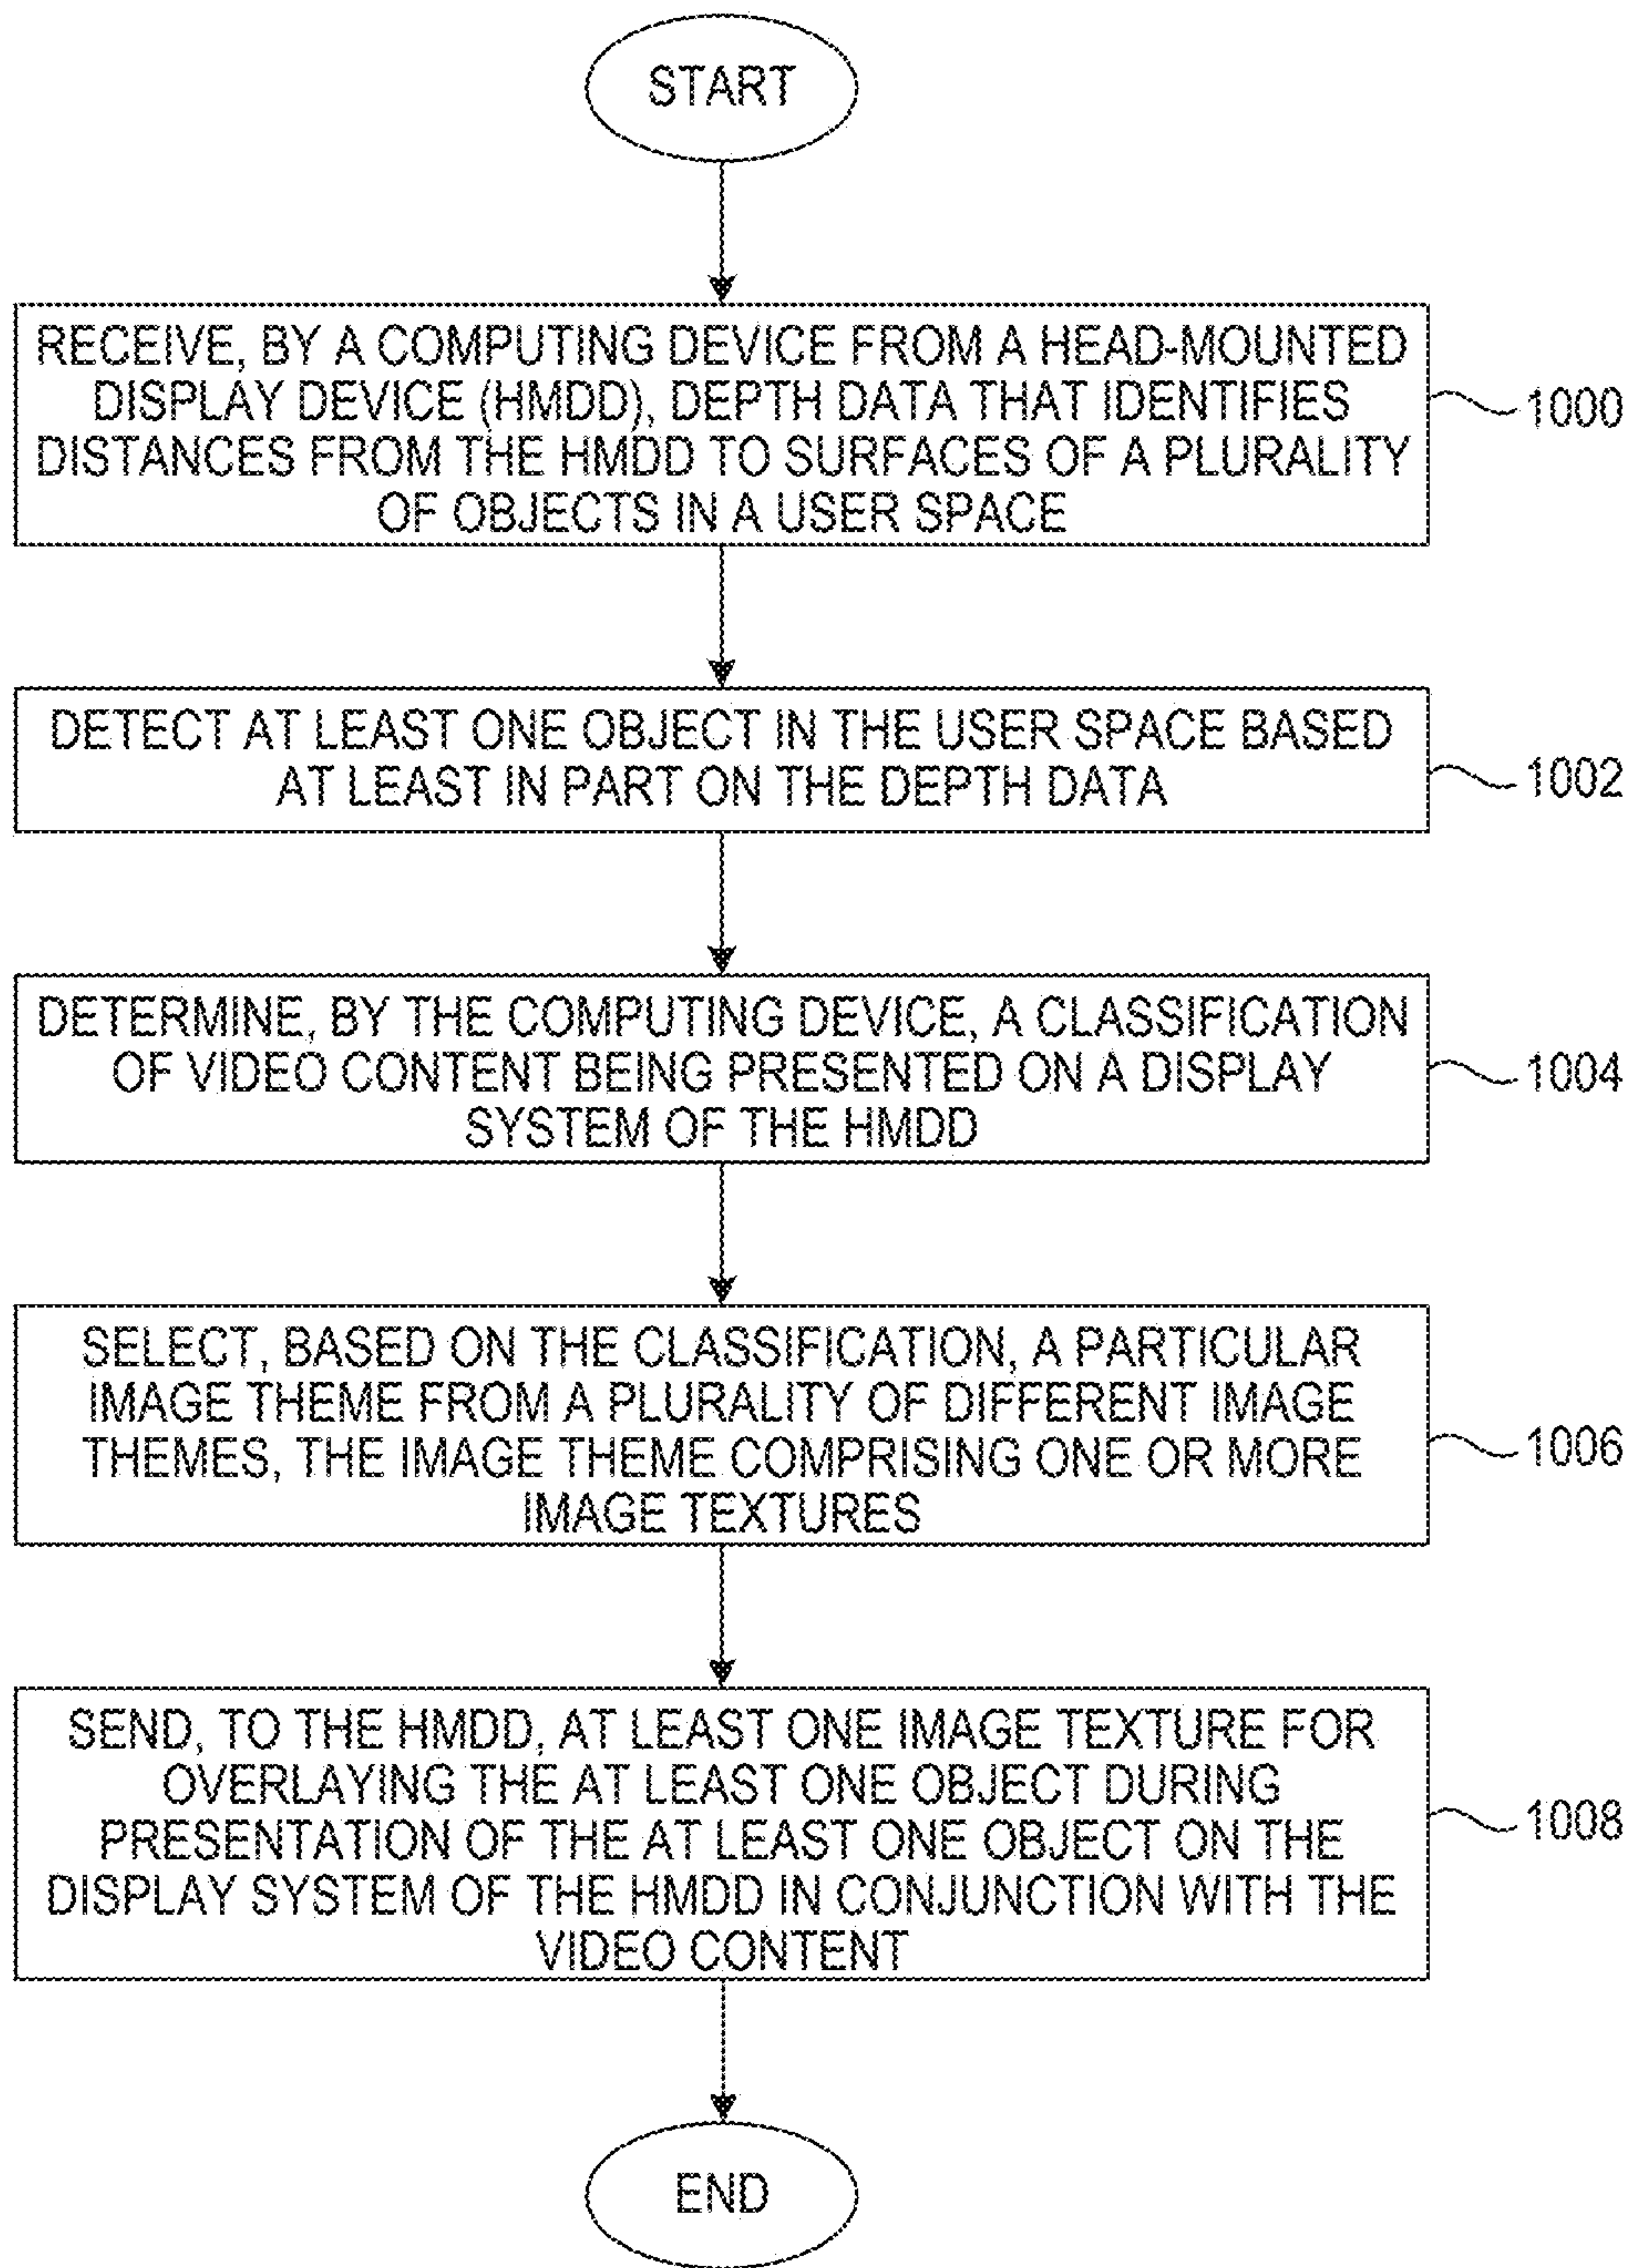 START
RECEIVE, BY A COMPUTING DEVICE FROM A HEAD-MOUNTED
DISPLAY DEVICE (HMDD), DEPTH DATA THAT IDENTIFIES
DISTANCES FROM THE HMDD TO SURFACES OF A PLURALITY
OF OBJECTS IN A USER SPACE
1000
DETECT AT LEAST ONE OBJECT IN THE USER SPACE BASED
AT LEAST IN PART ON THE DEPTH DATA
1002
DETERMINE, BY THE COMPUTING DEVICE, A CLASSIFICATION
OF VIDEO CONTENT BEING PRESENTED ON A DISPLAY
SYSTEM OF THE HMDD
1004
SELECT, BASED ON THE CLASSIFICATION, A PARTICULAR
IMAGE THEME FROM A PLURALITY OF DIFFERENT IMAGE
THEMES, THE IMAGE THEME COMPRISING ONE OR MORE
IMAGE TEXTURES
1006
SEND, TO THE HMDD, AT LEAST ONE IMAGE TEXTURE FOR
OVERLAYING THE AT LEAST ONE OBJECT DURING
PRESENTATION OF THE AT LEAST ONE OBJECT ON THE
DISPLAY SYSTEM OF THE HMDD IN CONJUNCTION WITH THE
VIDEO CONTENT
1008
END